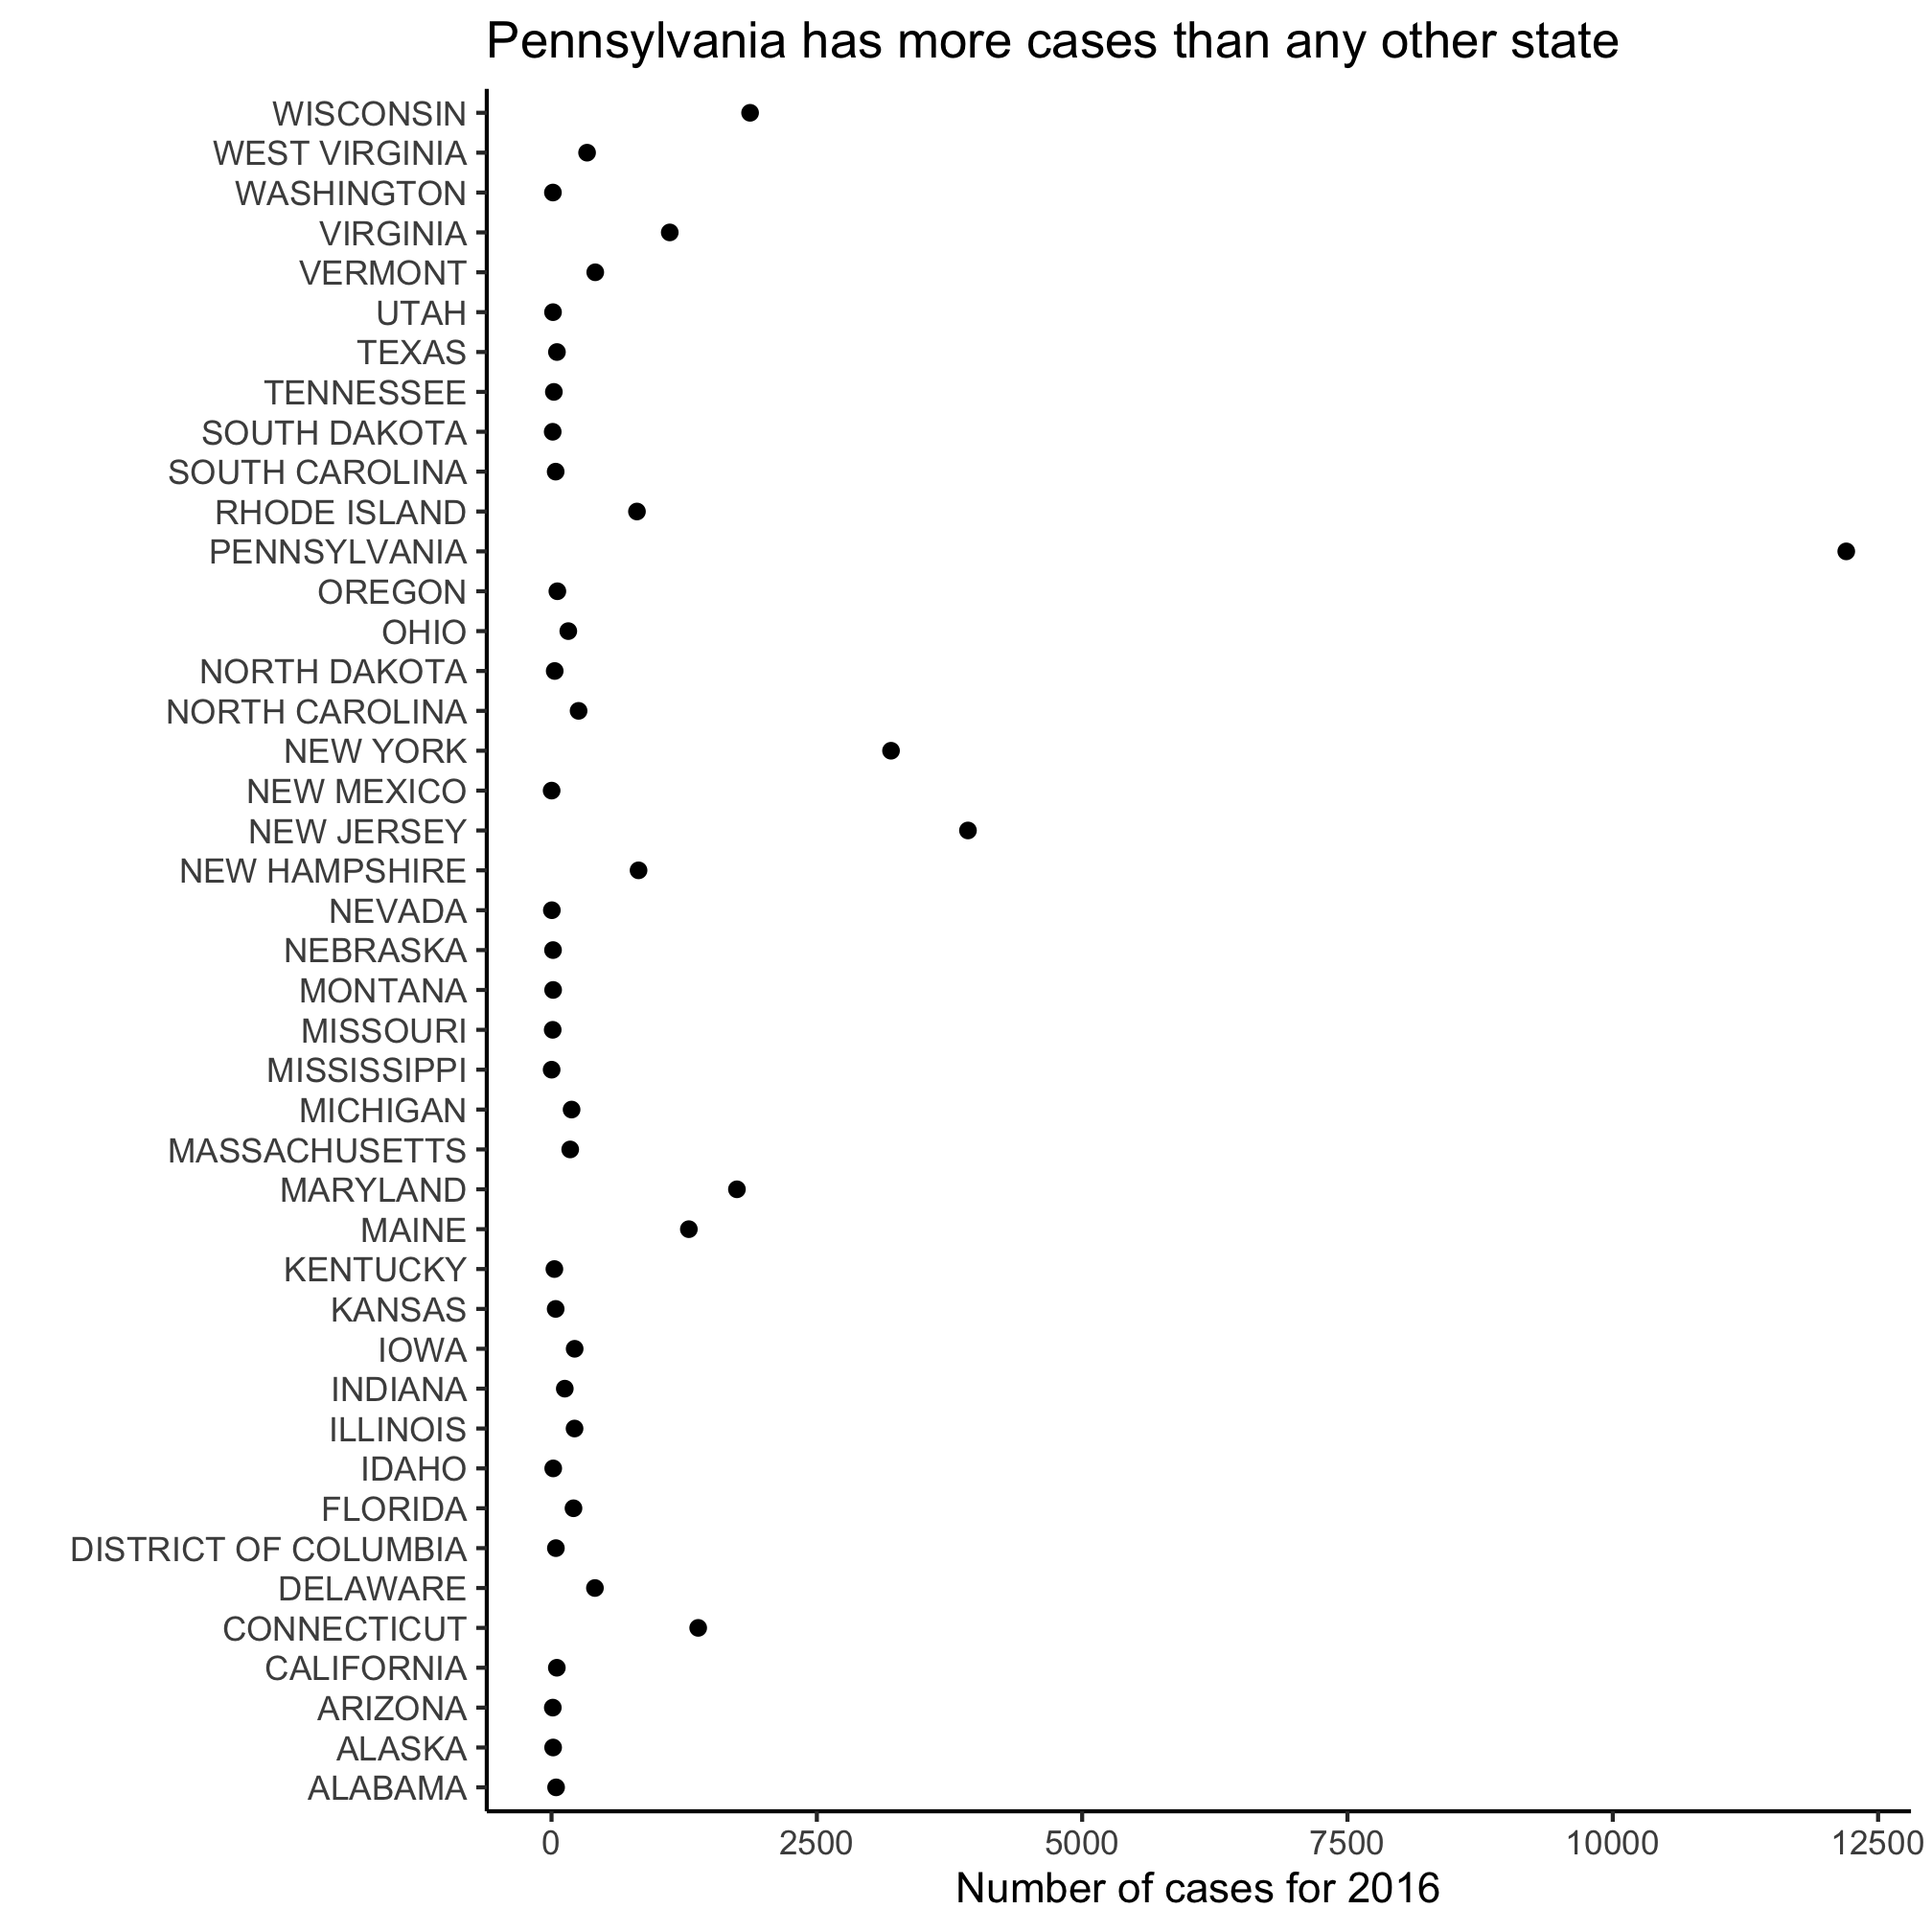 Pennsylvania has more cases than any other state
WISCONSIN
WEST VIRGINIA
WASHINGTON
VIRGINIA
VERMONT
UTAH
TEXAS
TENNESSEE
SOUTH DAKOTA
SOUTH CAROLINA
RHODE ISLAND
PENNSYLVANIA
OREGON
OHIO
NORTH DAKOTA
NORTH CAROLINA
NEW YORK
NEW MEXICO
NEW JERSEY
NEW HAMPSHIRE
NEVADA
NEBRASKA
MONTANA
MISSOURI
MISSISSIPPI
MICHIGAN
MASSACHUSETTS
MARYLAND
MAINE
KENTUCKY
KANSAS
IOWA
INDIANA
ILLINOIS
IDAHO
FLORIDA
DISTRICT OF COLUMBIA
DELAWARE
CONNECTICUT
CALIFORNIA
ARIZONA
ALASKA
ALABAMA
0 2500 5000 7500 10000 12500
Number of cases for 2016